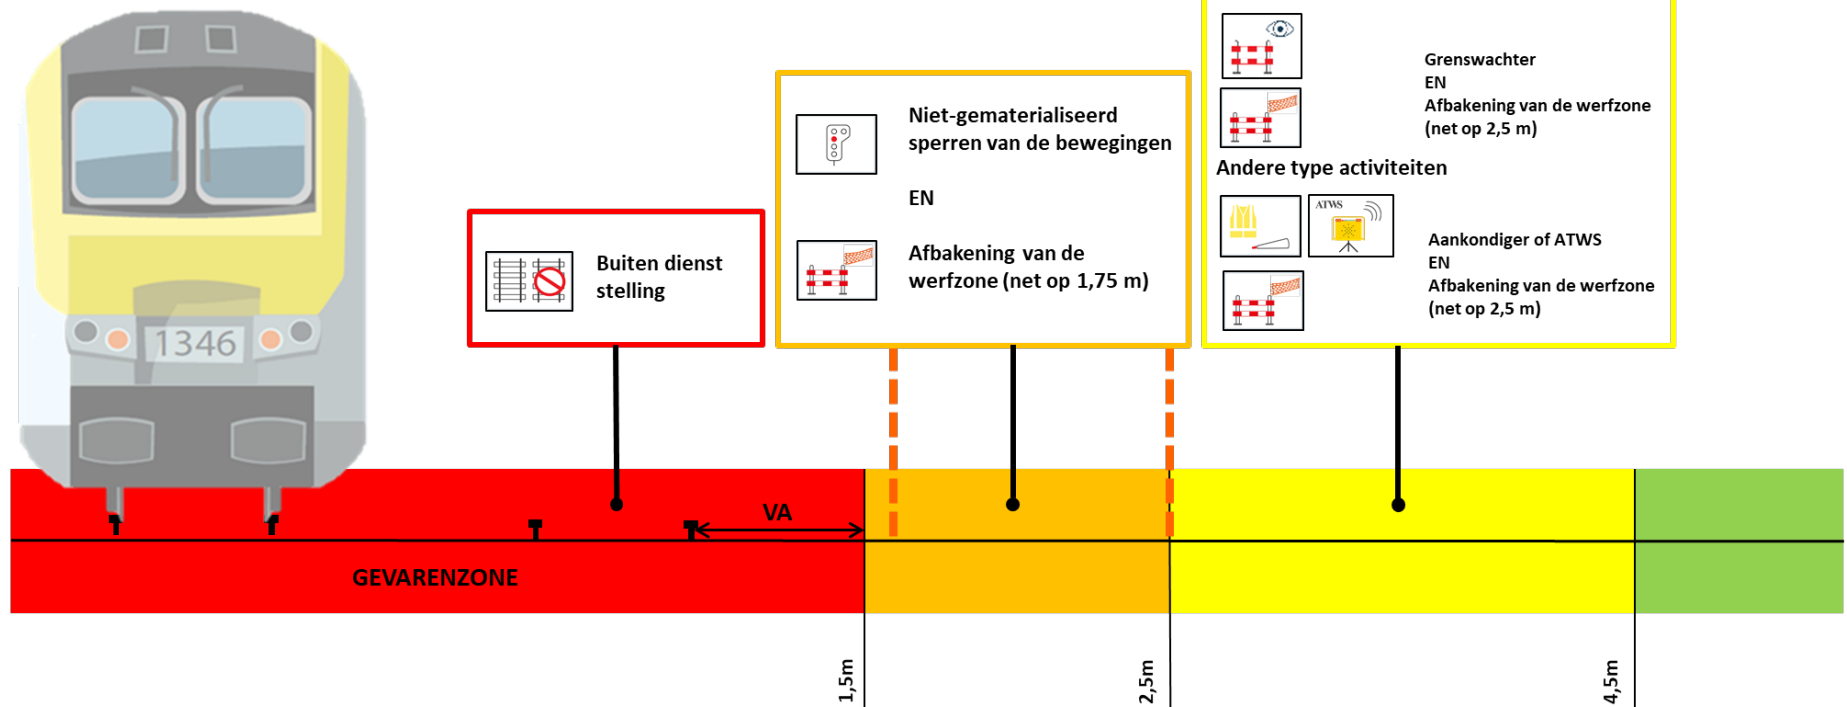 Grenswachter
EN
Afbakening van de werfzone
(net op 2,5 m)
Andere type activiteiten
ATWS
Aankondiger of ATWS
EN
Afbakening van de werfzone
(net op 2,5 m)
Niet-gematerialiseerd
sperren van de bewegingen
EN
Afbakening van de
werfzone (net op 1,75 m)
Buiten dienst
stelling
1346
VA
GEVARENZONE
1,5m
2,5m
4,5m